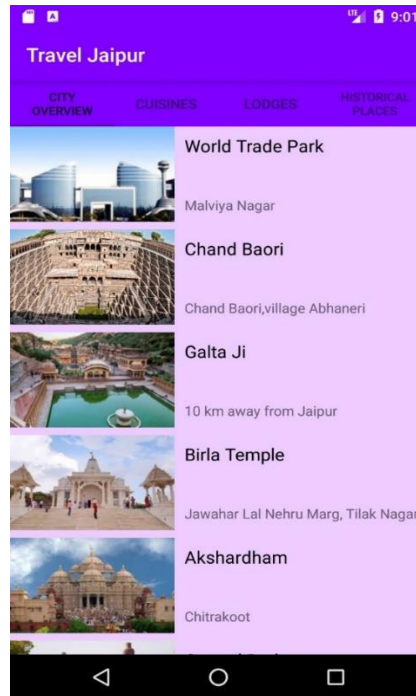 LTE 9:01
Travel Jaipur
CITY OVERVIEW
CUISINES
LODGES
HISTORICAL PLACES
World Trade Park
Malviya Nagar
Chand Baori
Chand Baori,village Abhaneri
Galta Ji
10 km away from Jaipur
Birla Temple
Jawahar Lal Nehru Marg, Tilak Nagar
Akshardham
Chitrakoot